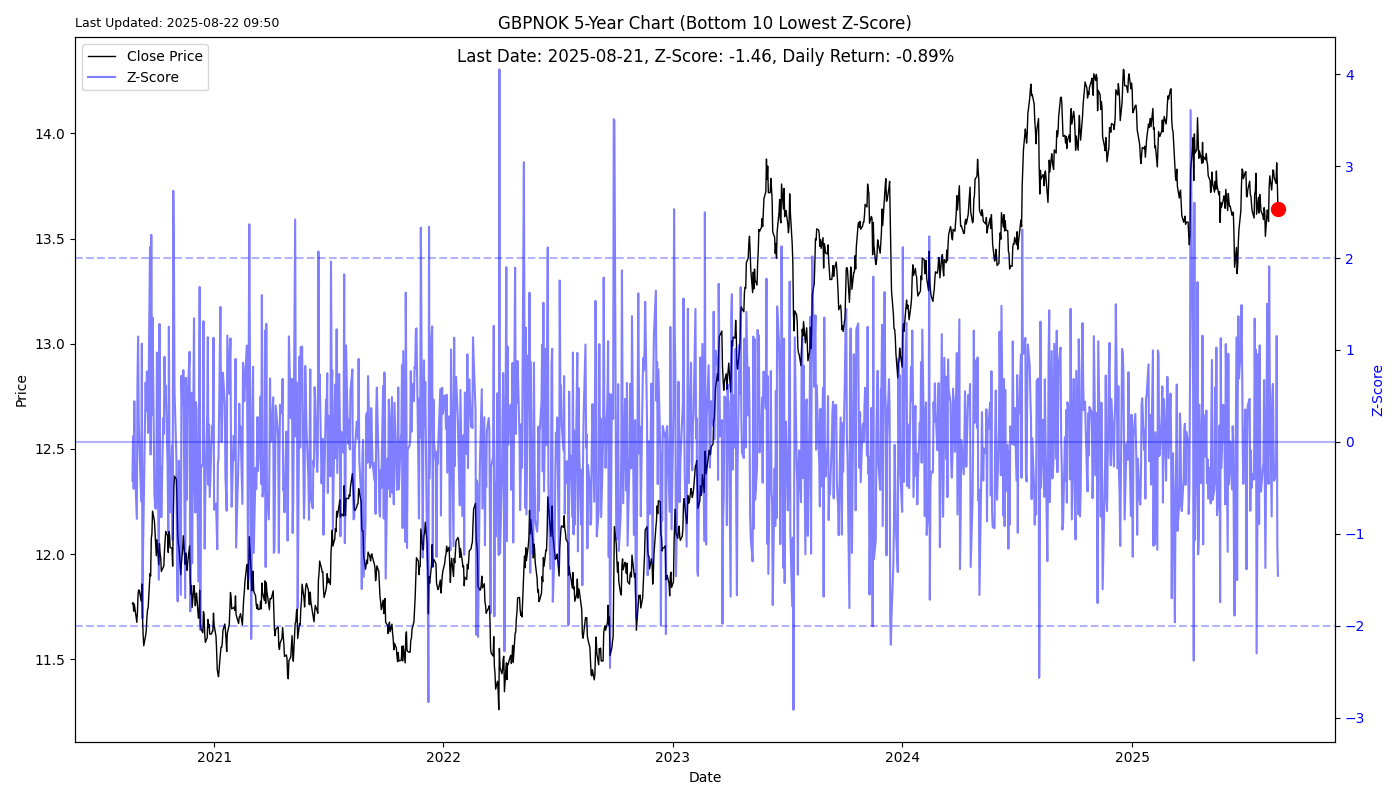 Last Updated: 2025-08-22 09:50
GBPNOK 5-Year Chart (Bottom 10 Lowest Z-Score)
Last Date: 2025-08-21, Z-Score: -1.46, Daily Return: -0.89%
Close Price
Z-Score
14.0
13.5
13.0
12.5
12.0
11.5
Price
4
3
2
1
0
−1
−2
−3
Z-Score
2021
2022
2023
2024
2025
Date